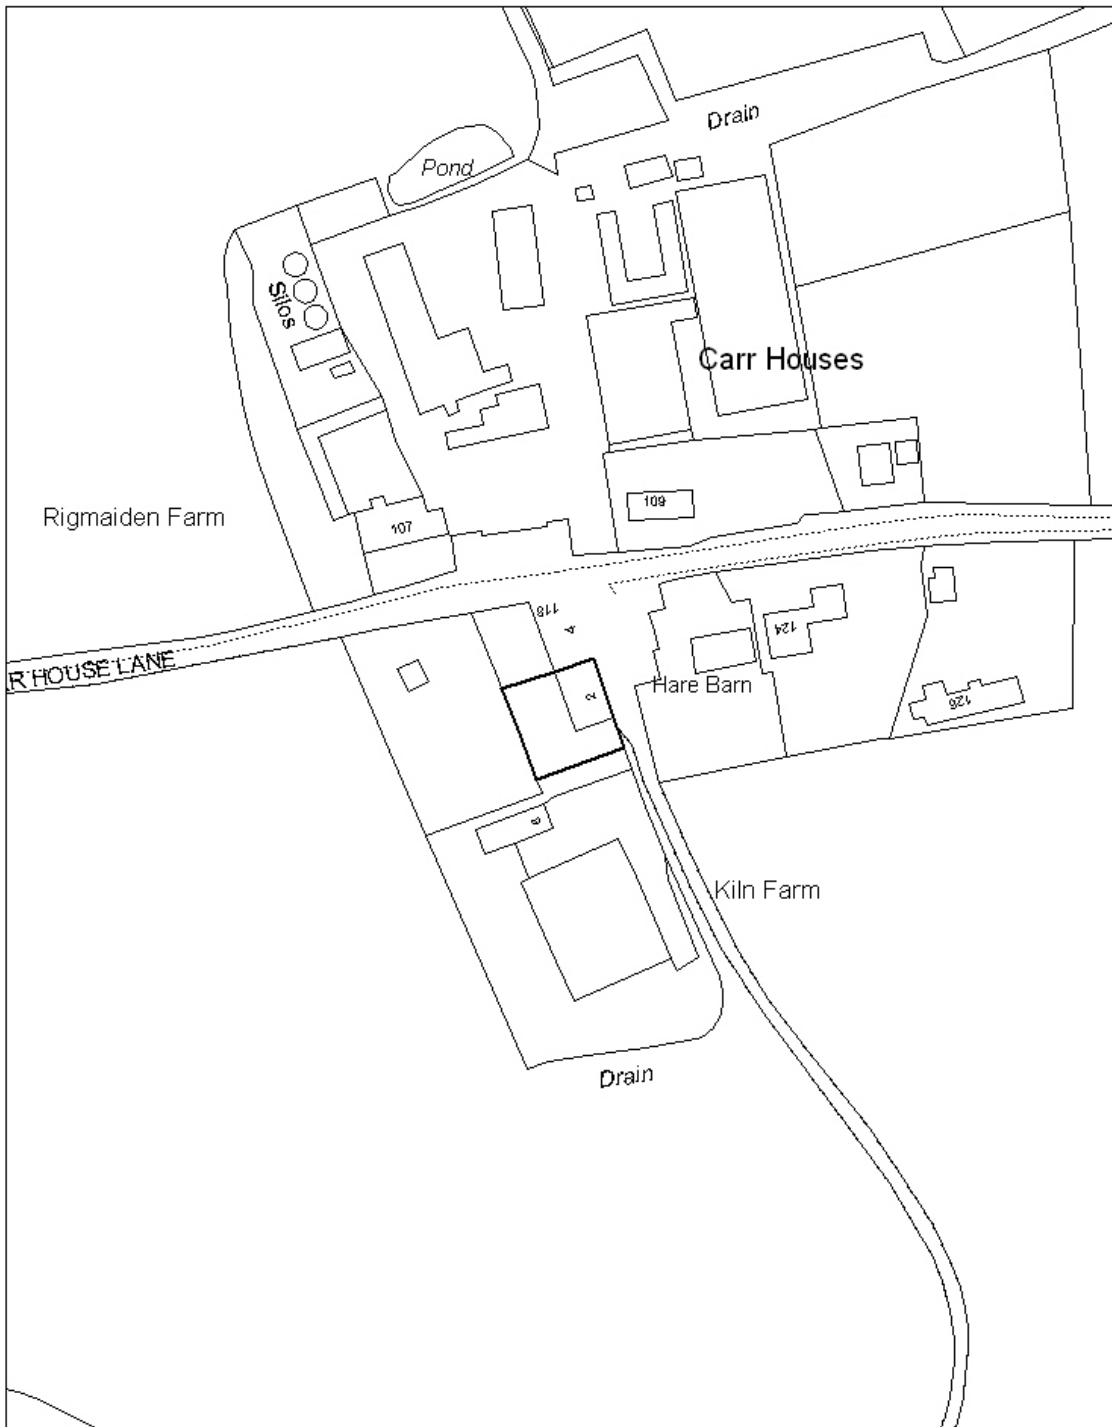 Drain
Pond
Silos
Carr Houses
109
Rigmaiden Farm
107
118
4
124
R HOUSE LANE
Hare Barn
2
126
Kiln Farm
Drain